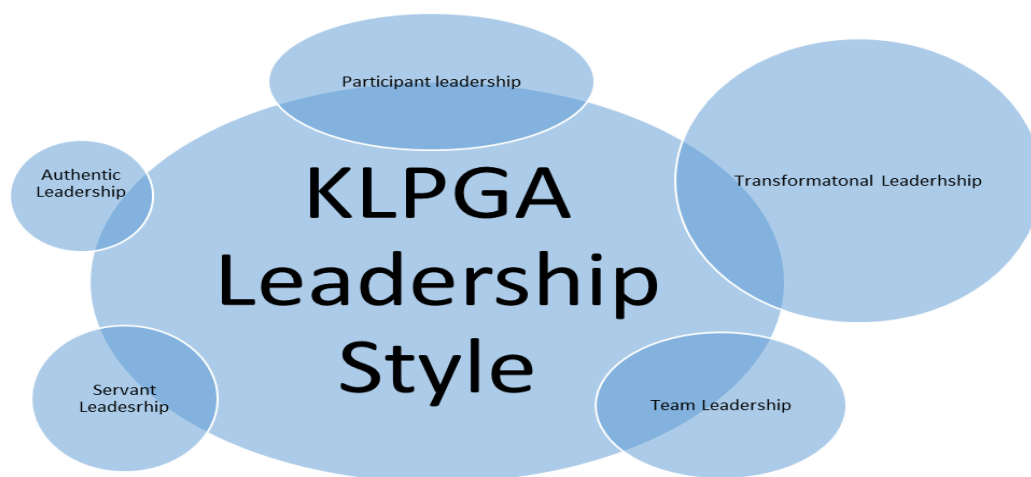 Participant leadership
Authentic
Leadership
Transformatonal Leaderhship
KLPGA
Leadership
Style
Servant
Leadesrhip
Team Leadership